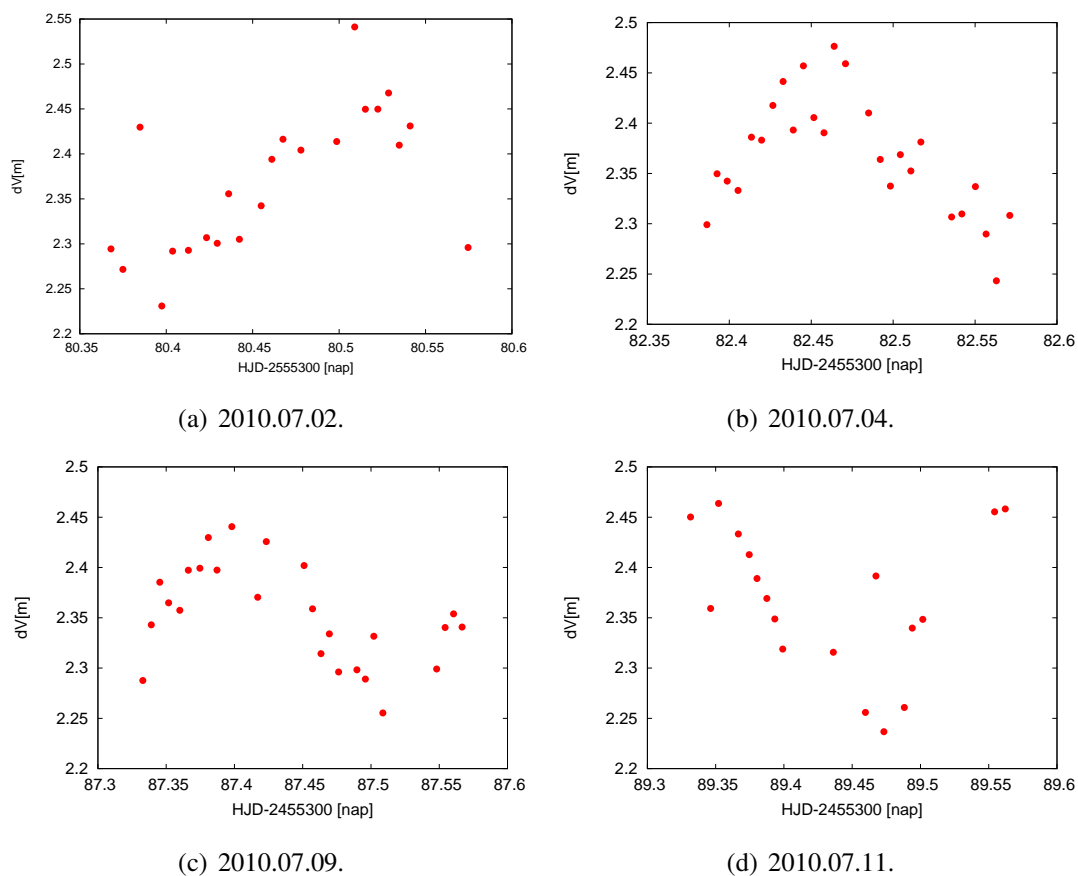 2.55
2.5
2.45
2.4
2.35
2.3
2.25
2.2
dV[m]
80.35 80.4 80.45 80.5 80.55 80.6
HJD-2555300 [nap]
(a) 2010.07.02.
2.5
2.45
2.4
2.35
2.3
2.25
2.2
dV[m]
82.35 82.4 82.45 82.5 82.55 82.6
HJD-2455300 [nap]
(b) 2010.07.04.
2.5
2.45
2.4
2.35
2.3
2.25
2.2
dV[m]
87.3 87.35 87.4 87.45 87.5 87.55 87.6
HJD-2455300 [nap]
(c) 2010.07.09.
2.5
2.45
2.4
2.35
2.3
2.25
2.2
dV[m]
89.3 89.35 89.4 89.45 89.5 89.55 89.6
HJD-2455300 [nap]
(d) 2010.07.11.